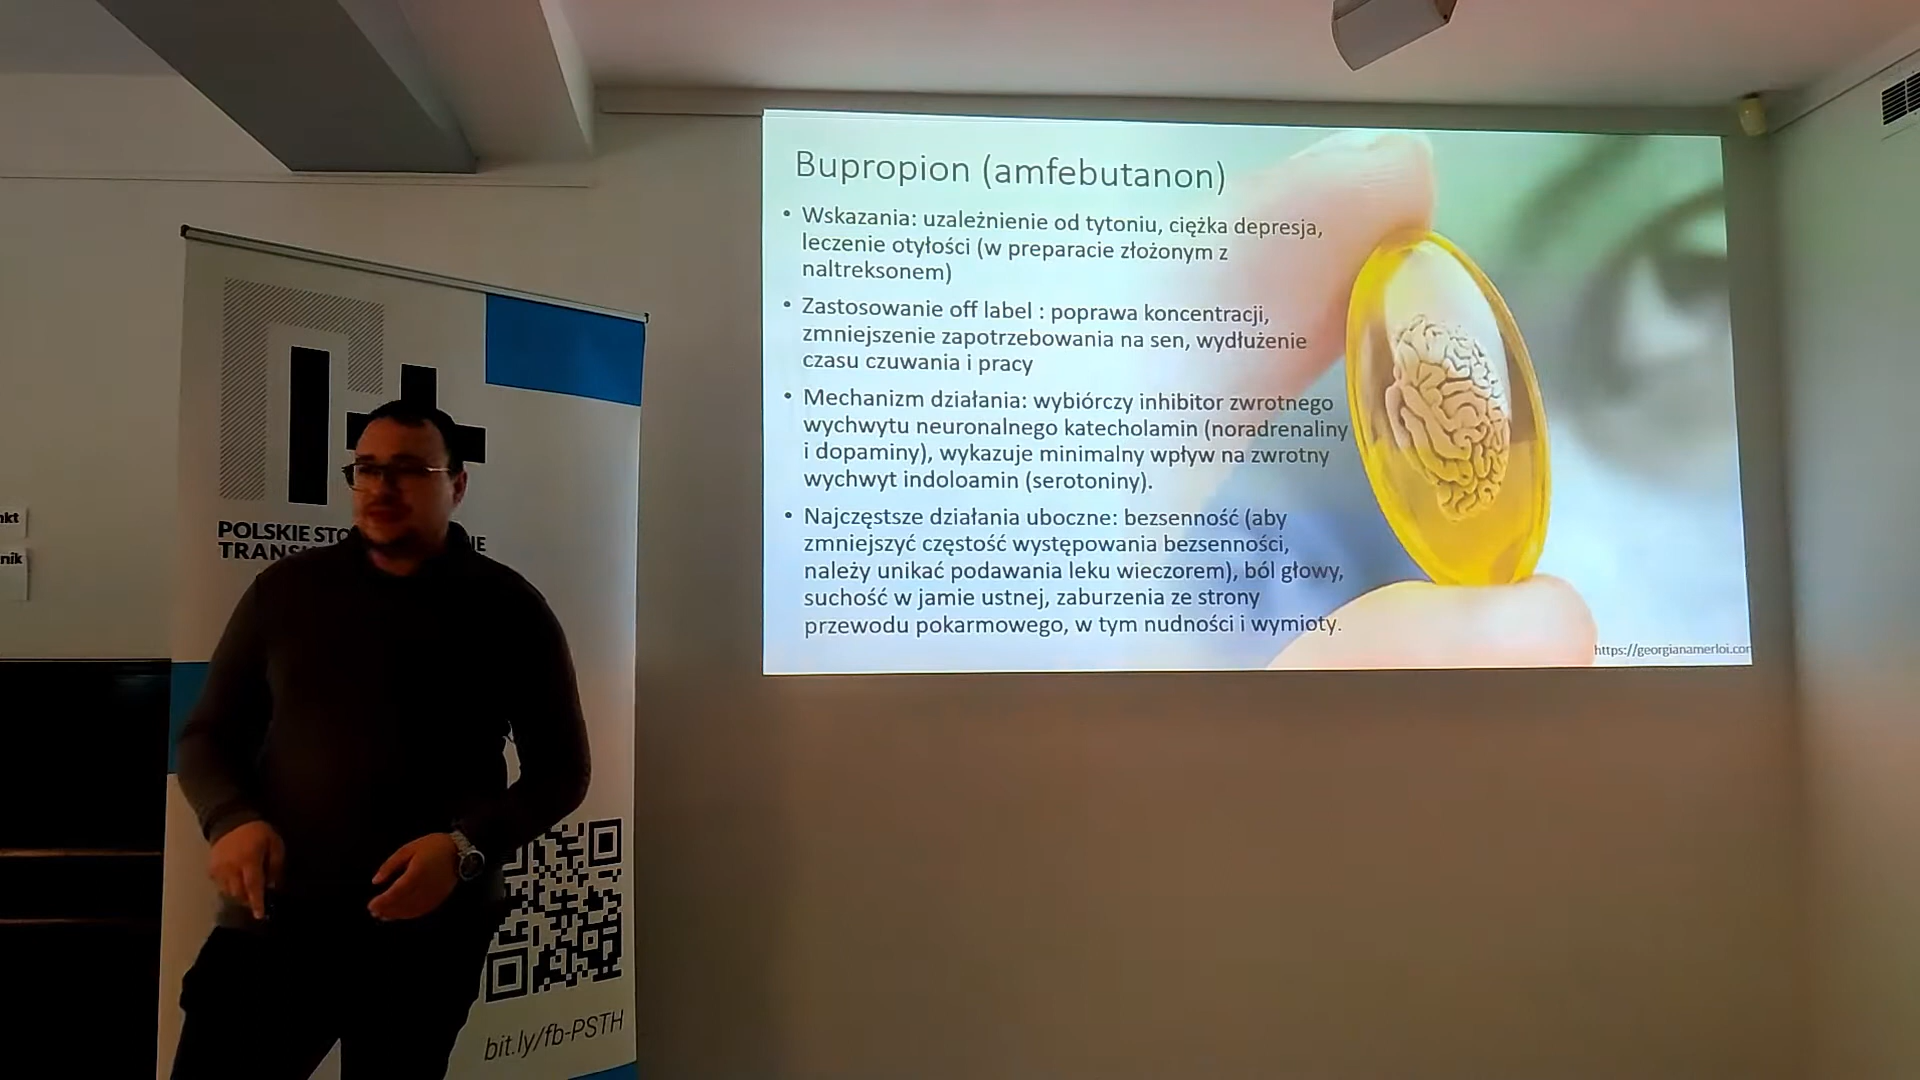 Bupropion (amfebutanon)
• Wskazania: uzależnienie od tytoniu, ciężka depresja,
leczenie otyłości (w preparacie złożonym z
naltreksonem)
• Zastosowanie off label : poprawa koncentracji,
zmniejszenie zapotrzebowania na sen, wydłużenie
czasu czuwania i pracy
• Mechanizm działania: wybiórczy inhibitor zwrotnego
wychwytu neuronalnego katecholamin (noradrenaliny
i dopaminy), wykazuje minimalny wpływ na zwrotny
wychwyt indoloamin (serotoniny).
• Najczęstsze działania uboczne: bezsenność (aby
zmniejszyć częstość występowania bezsenności,
należy unikać podawania leku wieczorem), ból głowy,
suchość w jamie ustnej, zaburzenia ze strony
przewodu pokarmowego, w tym nudności i wymioty.
https://georgianamerloi.cor
POLSKIE
bit.ly/fb-PSTH